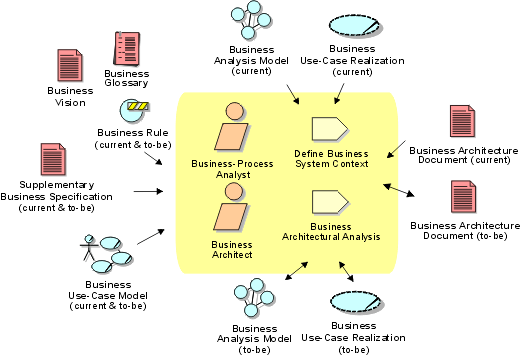 Business
Analysis Model
(current)
Business
Use-Case Realization
(current)
Business
Vision
Business
Glossary
Business Rule
(current & to-be)
Supplementary
Business Specification
(current & to-be)
Business
Use-Case Model
(current & to-be)
Business-Process
Analyst
Define Business
System Context
Business
Architect
Business
Architectural Analysis
Business Architecture
Document (current)
Business Architecture
Document (to-be)
Business
Analysis Model
(to-be)
Business
Use-Case Realization
(to-be)